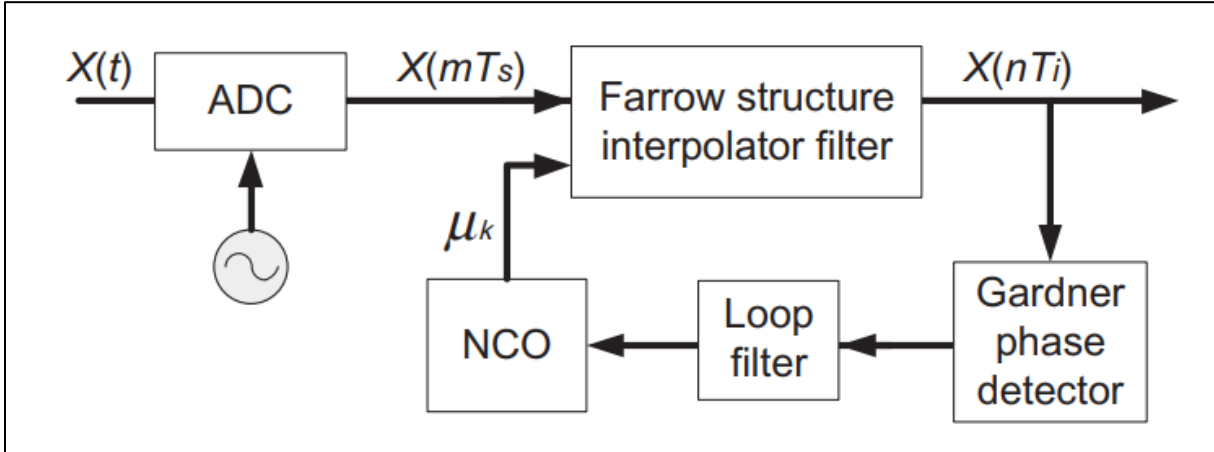 X(t)
ADC
X(mTs)
Farrow structure
interpolator filter
X(nTi)
μk
NCO
Loop
filter
Gardner
phase
detector